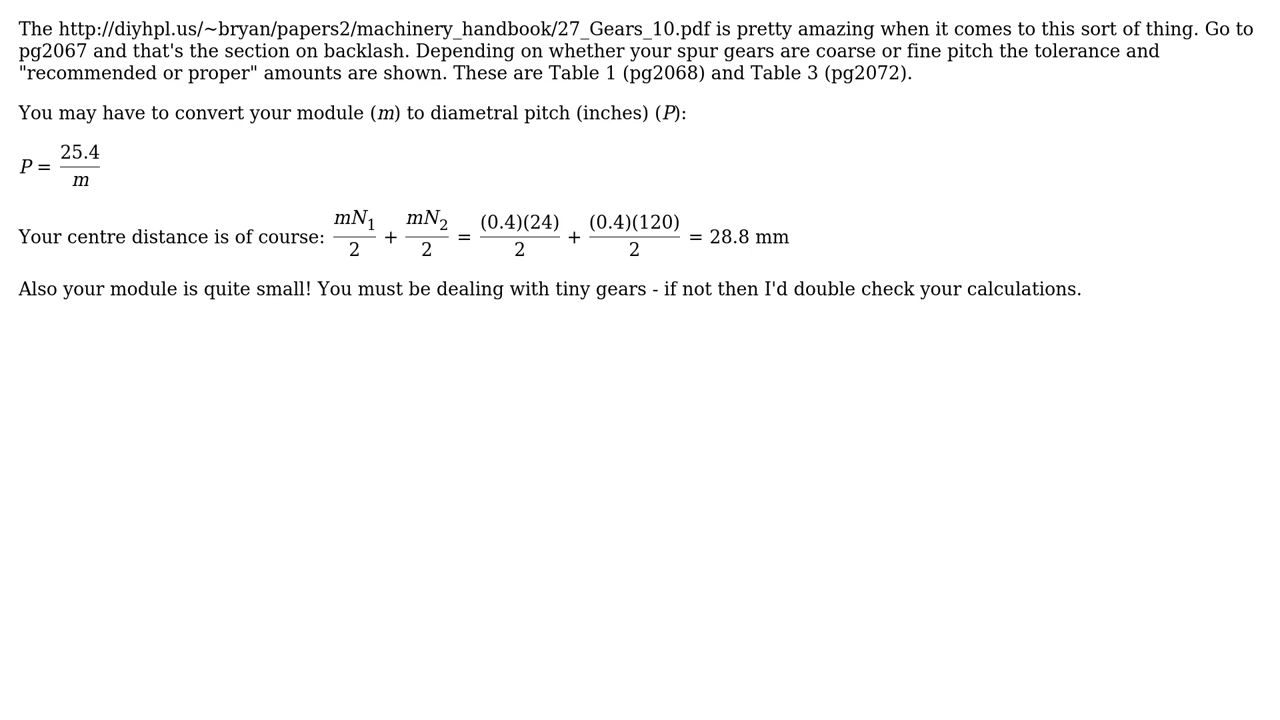 The http://diyhpl.us/~bryan/papers2/machinery_handbook/27_Gears_10.pdf is pretty amazing when it comes to this sort of thing. Go to
pg2067 and that's the section on backlash. Depending on whether your spur gears are coarse or fine pitch the tolerance and
"recommended or proper" amounts are shown. These are Table 1 (pg2068) and Table 3 (pg2072).
You may have to convert your module (m) to diametral pitch (inches) (P):
P = 25.4/m
Your centre distance is of course: mN₁/2 + mN₂/2 = (0.4)(24)/2 + (0.4)(120)/2 = 28.8 mm
Also your module is quite small! You must be dealing with tiny gears - if not then I'd double check your calculations.